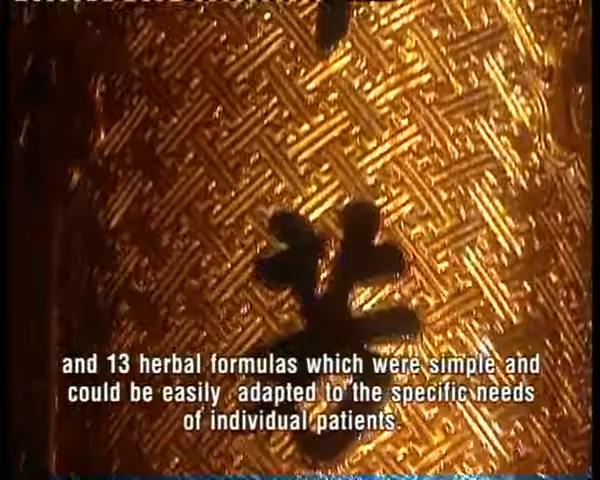 and 13 herbal formulas which were simple and
could be easily adapted to the specific needs
of individual patients.